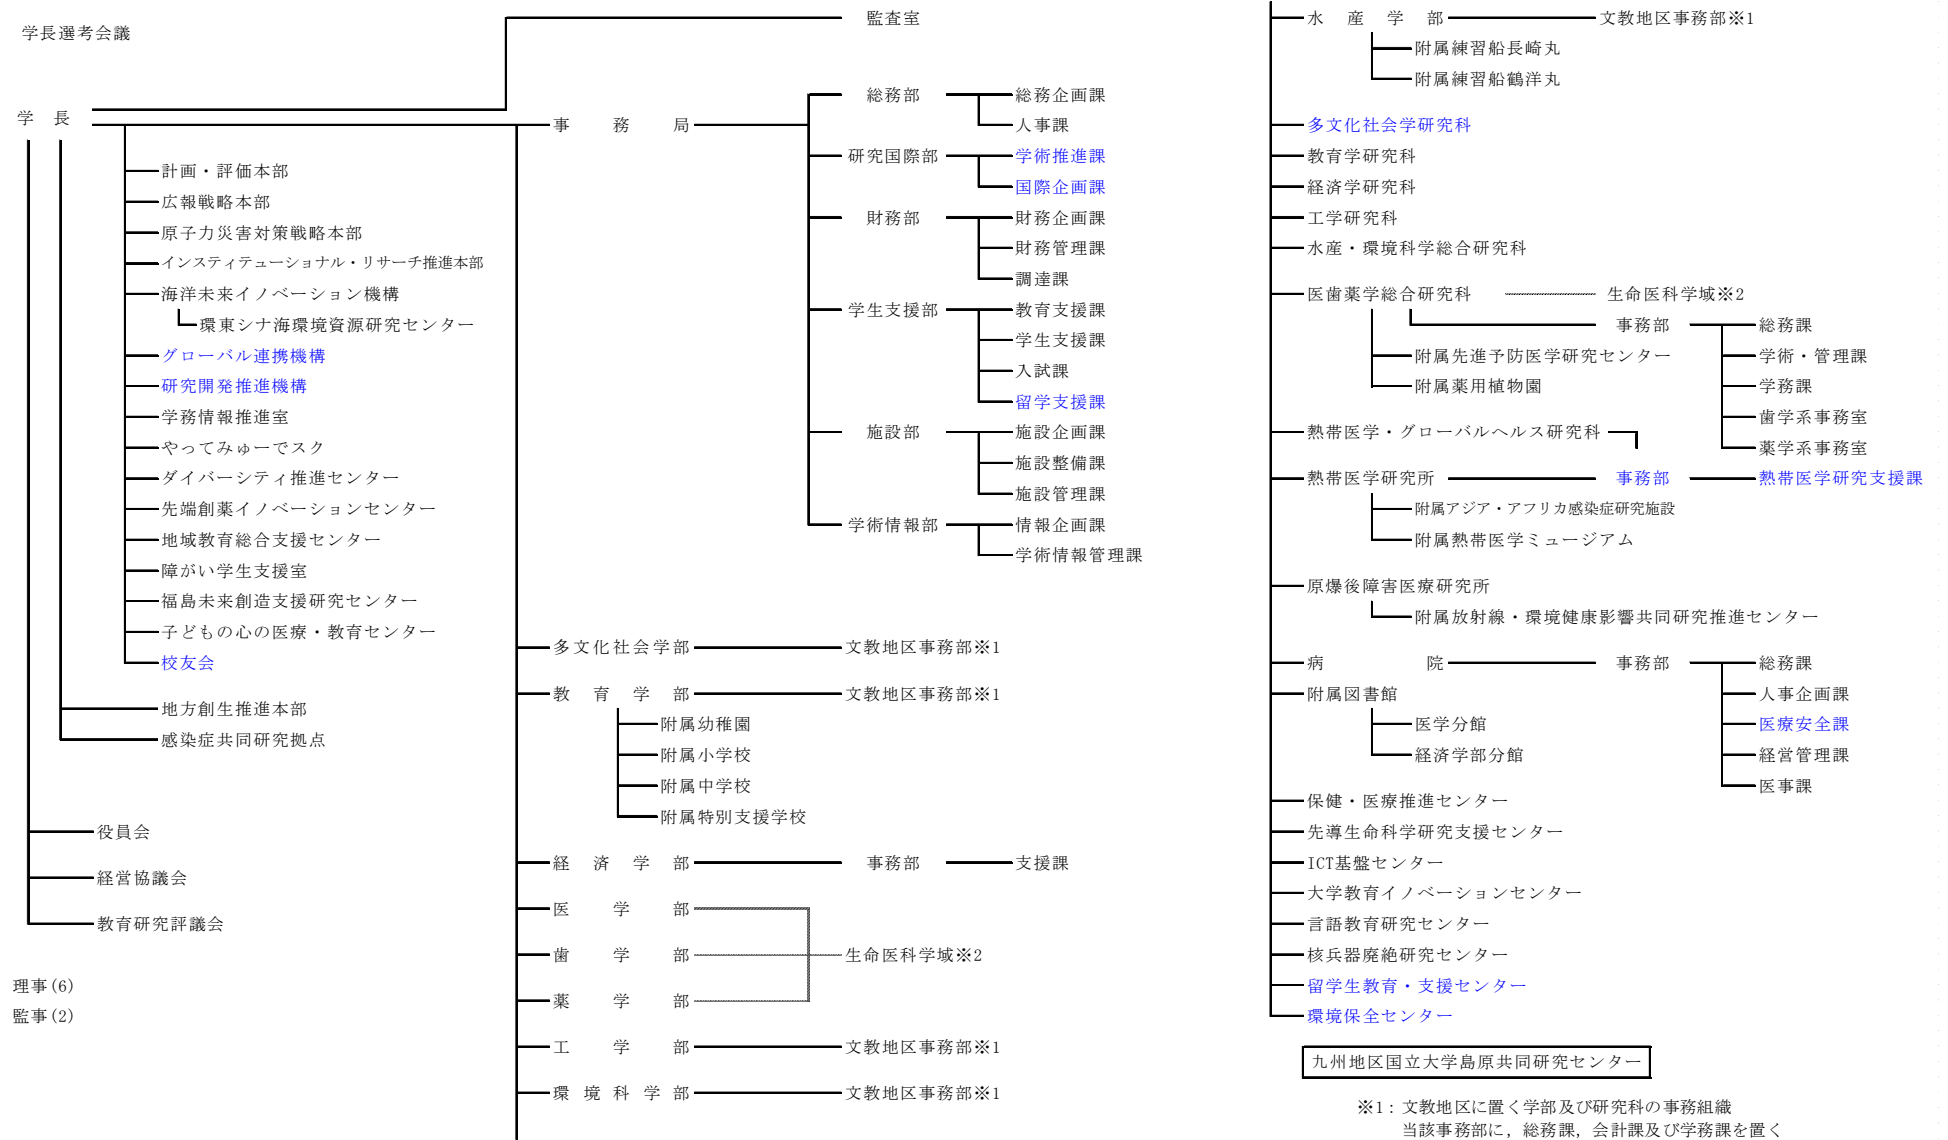 学長選考会議
学長
計画・評価本部
広報戦略本部
原子力災害対策戦略本部
インスティテューショナル・リサーチ推進本部
海洋未来イノベーション機構
環東シナ海環境資源研究センター
グローバル連携機構
研究開発推進機構
学務情報推進室
やってみゅーでスク
ダイバーシティ推進センター
先端創薬イノベーションセンター
地域教育総合支援センター
障がい学生支援室
福島未来創造支援研究センター
子どもの心の医療・教育センター
校友会
地方創生推進本部
感染症共同研究拠点
役員会
経営協議会
教育研究評議会
理事(6)
監事(2)
監査室
事務局
総務部
総務企画課
人事課
研究国際部
学術推進課
国際企画課
財務部
財務企画課
財務管理課
調達課
学生支援部
教育支援課
学生支援課
入試課
留学支援課
施設部
施設企画課
施設整備課
施設管理課
学術情報部
情報企画課
学術情報管理課
多文化社会学部 文教地区事務部※1
教育学部 文教地区事務部※1
附属幼稚園
附属小学校
附属中学校
附属特別支援学校
経済学部 事務部 支援課
医学部
歯学部 生命医科学域※2
薬学部
工学部 文教地区事務部※1
環境科学部 文教地区事務部※1
水産学部 文教地区事務部※1
附属練習船長崎丸
附属練習船鶴洋丸
多文化社会学研究科
教育学研究科
経済学研究科
工学研究科
水産・環境科学総合研究科
医歯薬学総合研究科 生命医科学域※2
事務部 総務課
附属先進予防医学研究センター 学術・管理課
附属薬用植物園 学務課
歯学系事務室
熱帯医学・グローバルヘルス研究科
薬学系事務室
熱帯医学研究所 事務部 熱帯医学研究支援課
附属アジア・アフリカ感染症研究施設
附属熱帯医学ミュージアム
原爆後障害医療研究所
附属放射線・環境健康影響共同研究推進センター
病院 事務部 総務課
附属図書館 人事企画課
医学分館 医療安全課
経済学部分館 経営管理課
医事課
保健・医療推進センター
先導生命科学研究支援センター
ICT基盤センター
大学教育イノベーションセンター
言語教育研究センター
核兵器廃絶研究センター
留学生教育・支援センター
環境保全センター
九州地区国立大学島原共同研究センター
※1：文教地区に置く学部及び研究科の事務組織
当該事務部に，総務課，会計課及び学務課を置く